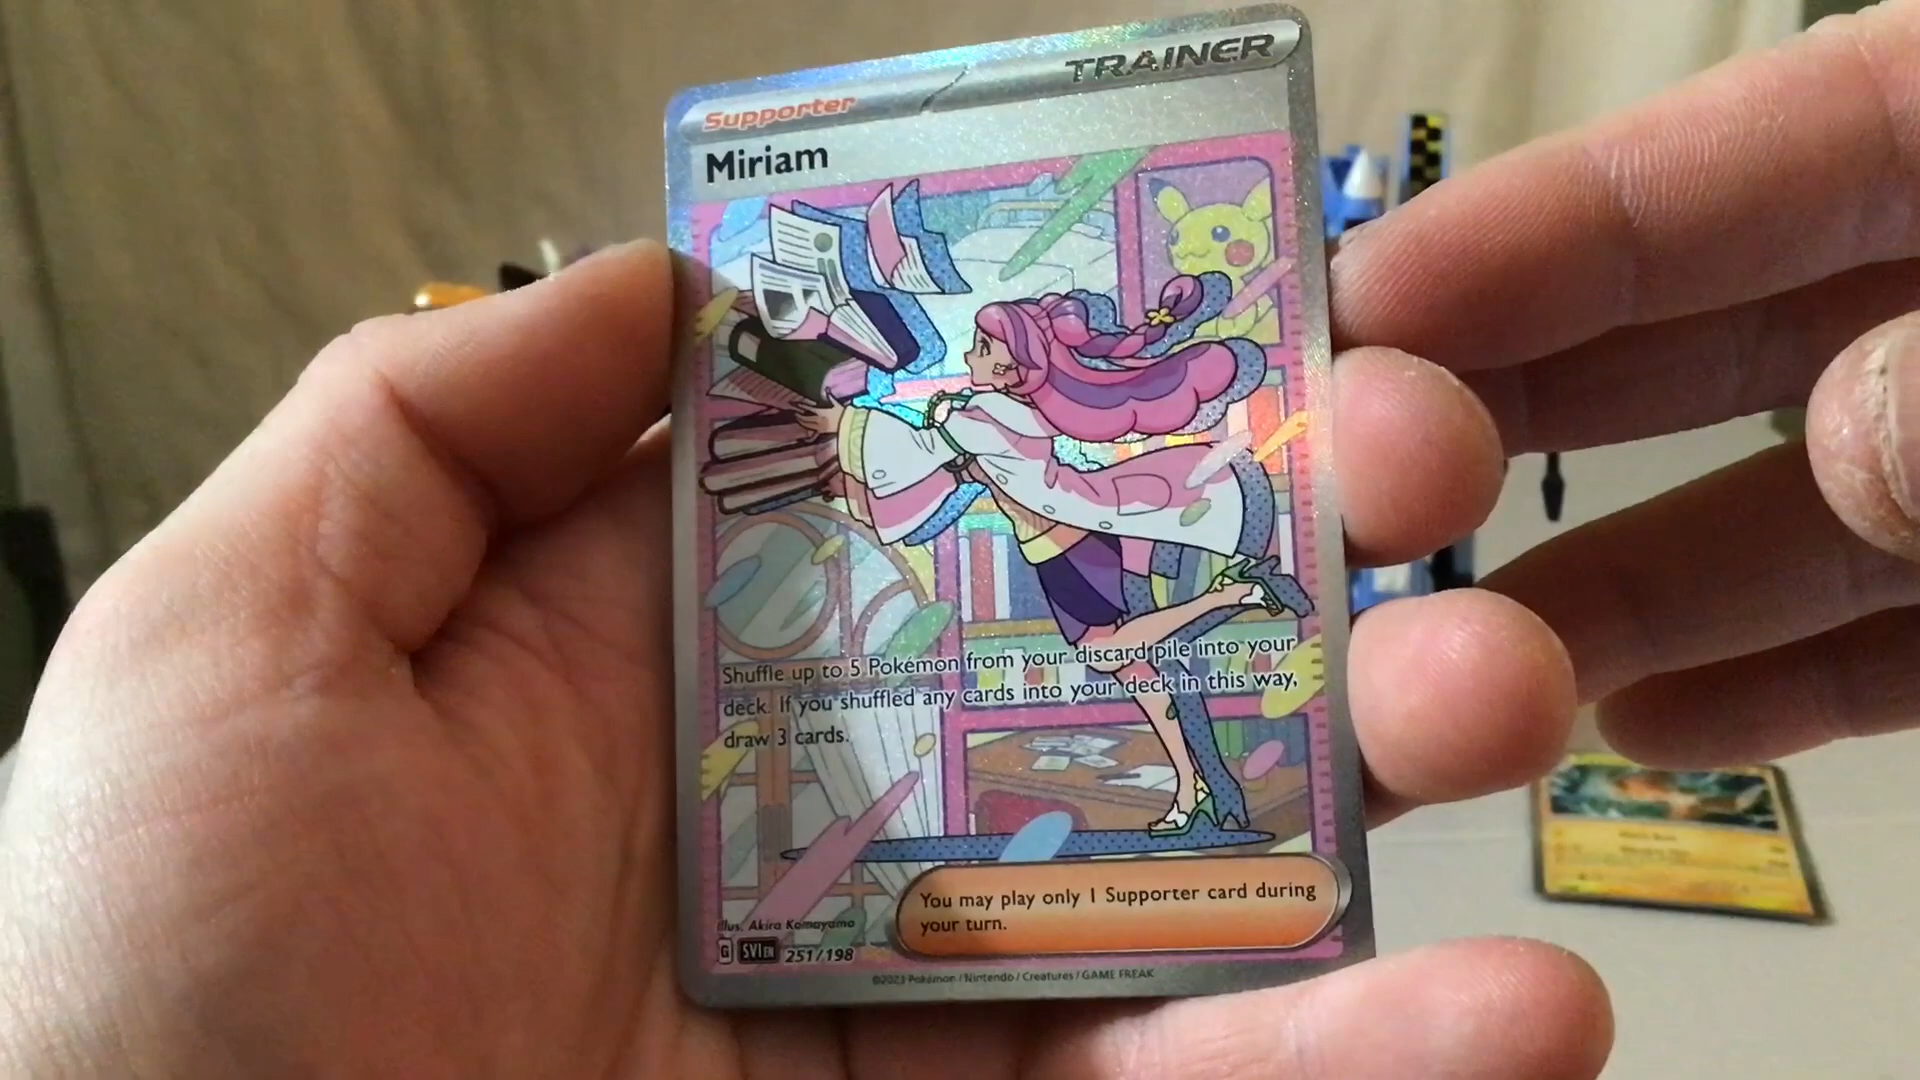 Supporter
TRAINER
Miriam
Shuffle up to 5 Pokémon from your discard pile into your
deck. If you shuffled any cards into your deck in this way,
draw 3 cards.
You may play only 1 Supporter card during
your turn.
Illus. Akira Komayama
G SVI EN 251/198
©2023 Pokémon / Nintendo / Creatures / GAME FREAK